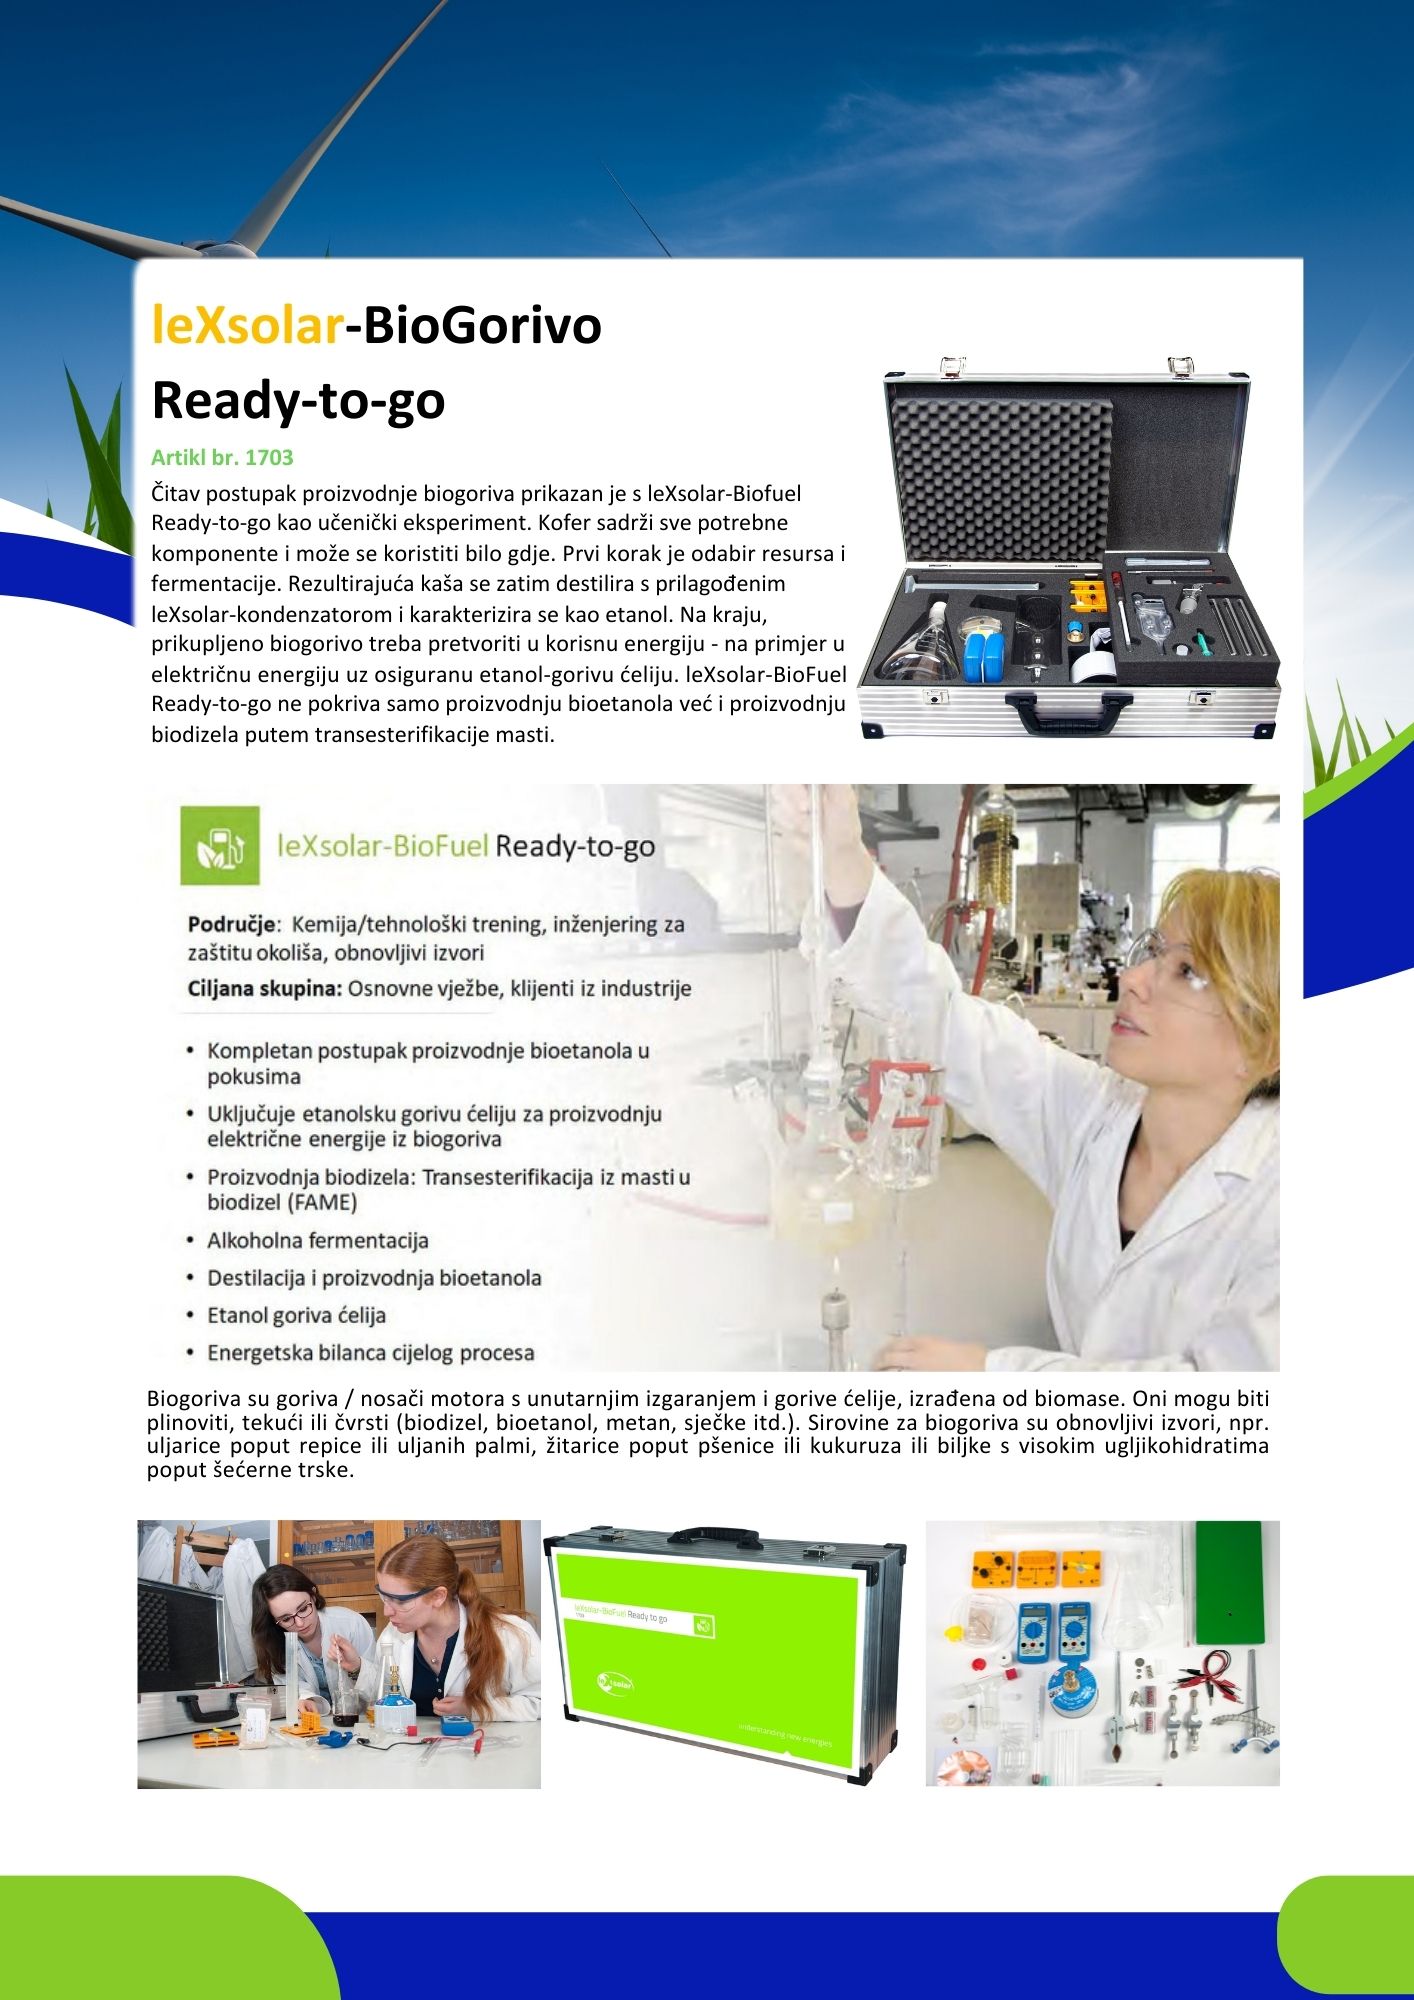 leXsolar-BioGorivo
Ready-to-go
Artikl br. 1703
Čitav postupak proizvodnje biogoriva prikazan je s leXsolar-Biofuel
Ready-to-go kao učenički eksperiment. Kofer sadrži sve potrebne
komponente i može se koristiti bilo gdje. Prvi korak je odabir resursa i
fermentacije. Rezultirajuća kaša se zatim destilira s prilagođenim
leXsolar-kondenzatorom i karakterizira se kao etanol. Na kraju,
prikupljeno biogorivo treba pretvoriti u korisnu energiju - na primjer u
električnu energiju uz osiguranu etanol-gorivu ćeliju. leXsolar-BioFuel
Ready-to-go ne pokriva samo proizvodnju bioetanola već i proizvodnju
biodizela putem transesterifikacije masti.
leXsolar-BioFuel Ready-to-go
Područje: Kemija/tehnološki trening, inženjering za
zaštitu okoliša, obnovljivi izvori
Ciljana skupina: Osnovne vježbe, klijenti iz industrije
• Kompletan postupak proizvodnje bioetanola u
pokusima
• Uključuje etanolsku gorivu ćeliju za proizvodnju
električne energije iz biogoriva
• Proizvodnja biodizela: Transesterifikacija iz masti u
biodizel (FAME)
• Alkoholna fermentacija
• Destilacija i proizvodnja bioetanola
• Etanol goriva ćelija
• Energetska bilanca cijelog procesa
Biogoriva su goriva / nosači motora s unutarnjim izgaranjem i gorive ćelije, izrađena od biomase. Oni mogu biti
plinoviti, tekući ili čvrsti (biodizel, bioetanol, metan, sječke itd.). Sirovine za biogoriva su obnovljivi izvori, npr.
uljarice poput repice ili uljanih palmi, žitarice poput pšenice ili kukuruza ili biljke s visokim ugljikohidratima
poput šećerne trske.
leXsolar-BioFuel Ready to go
1703
solar
understanding new energies